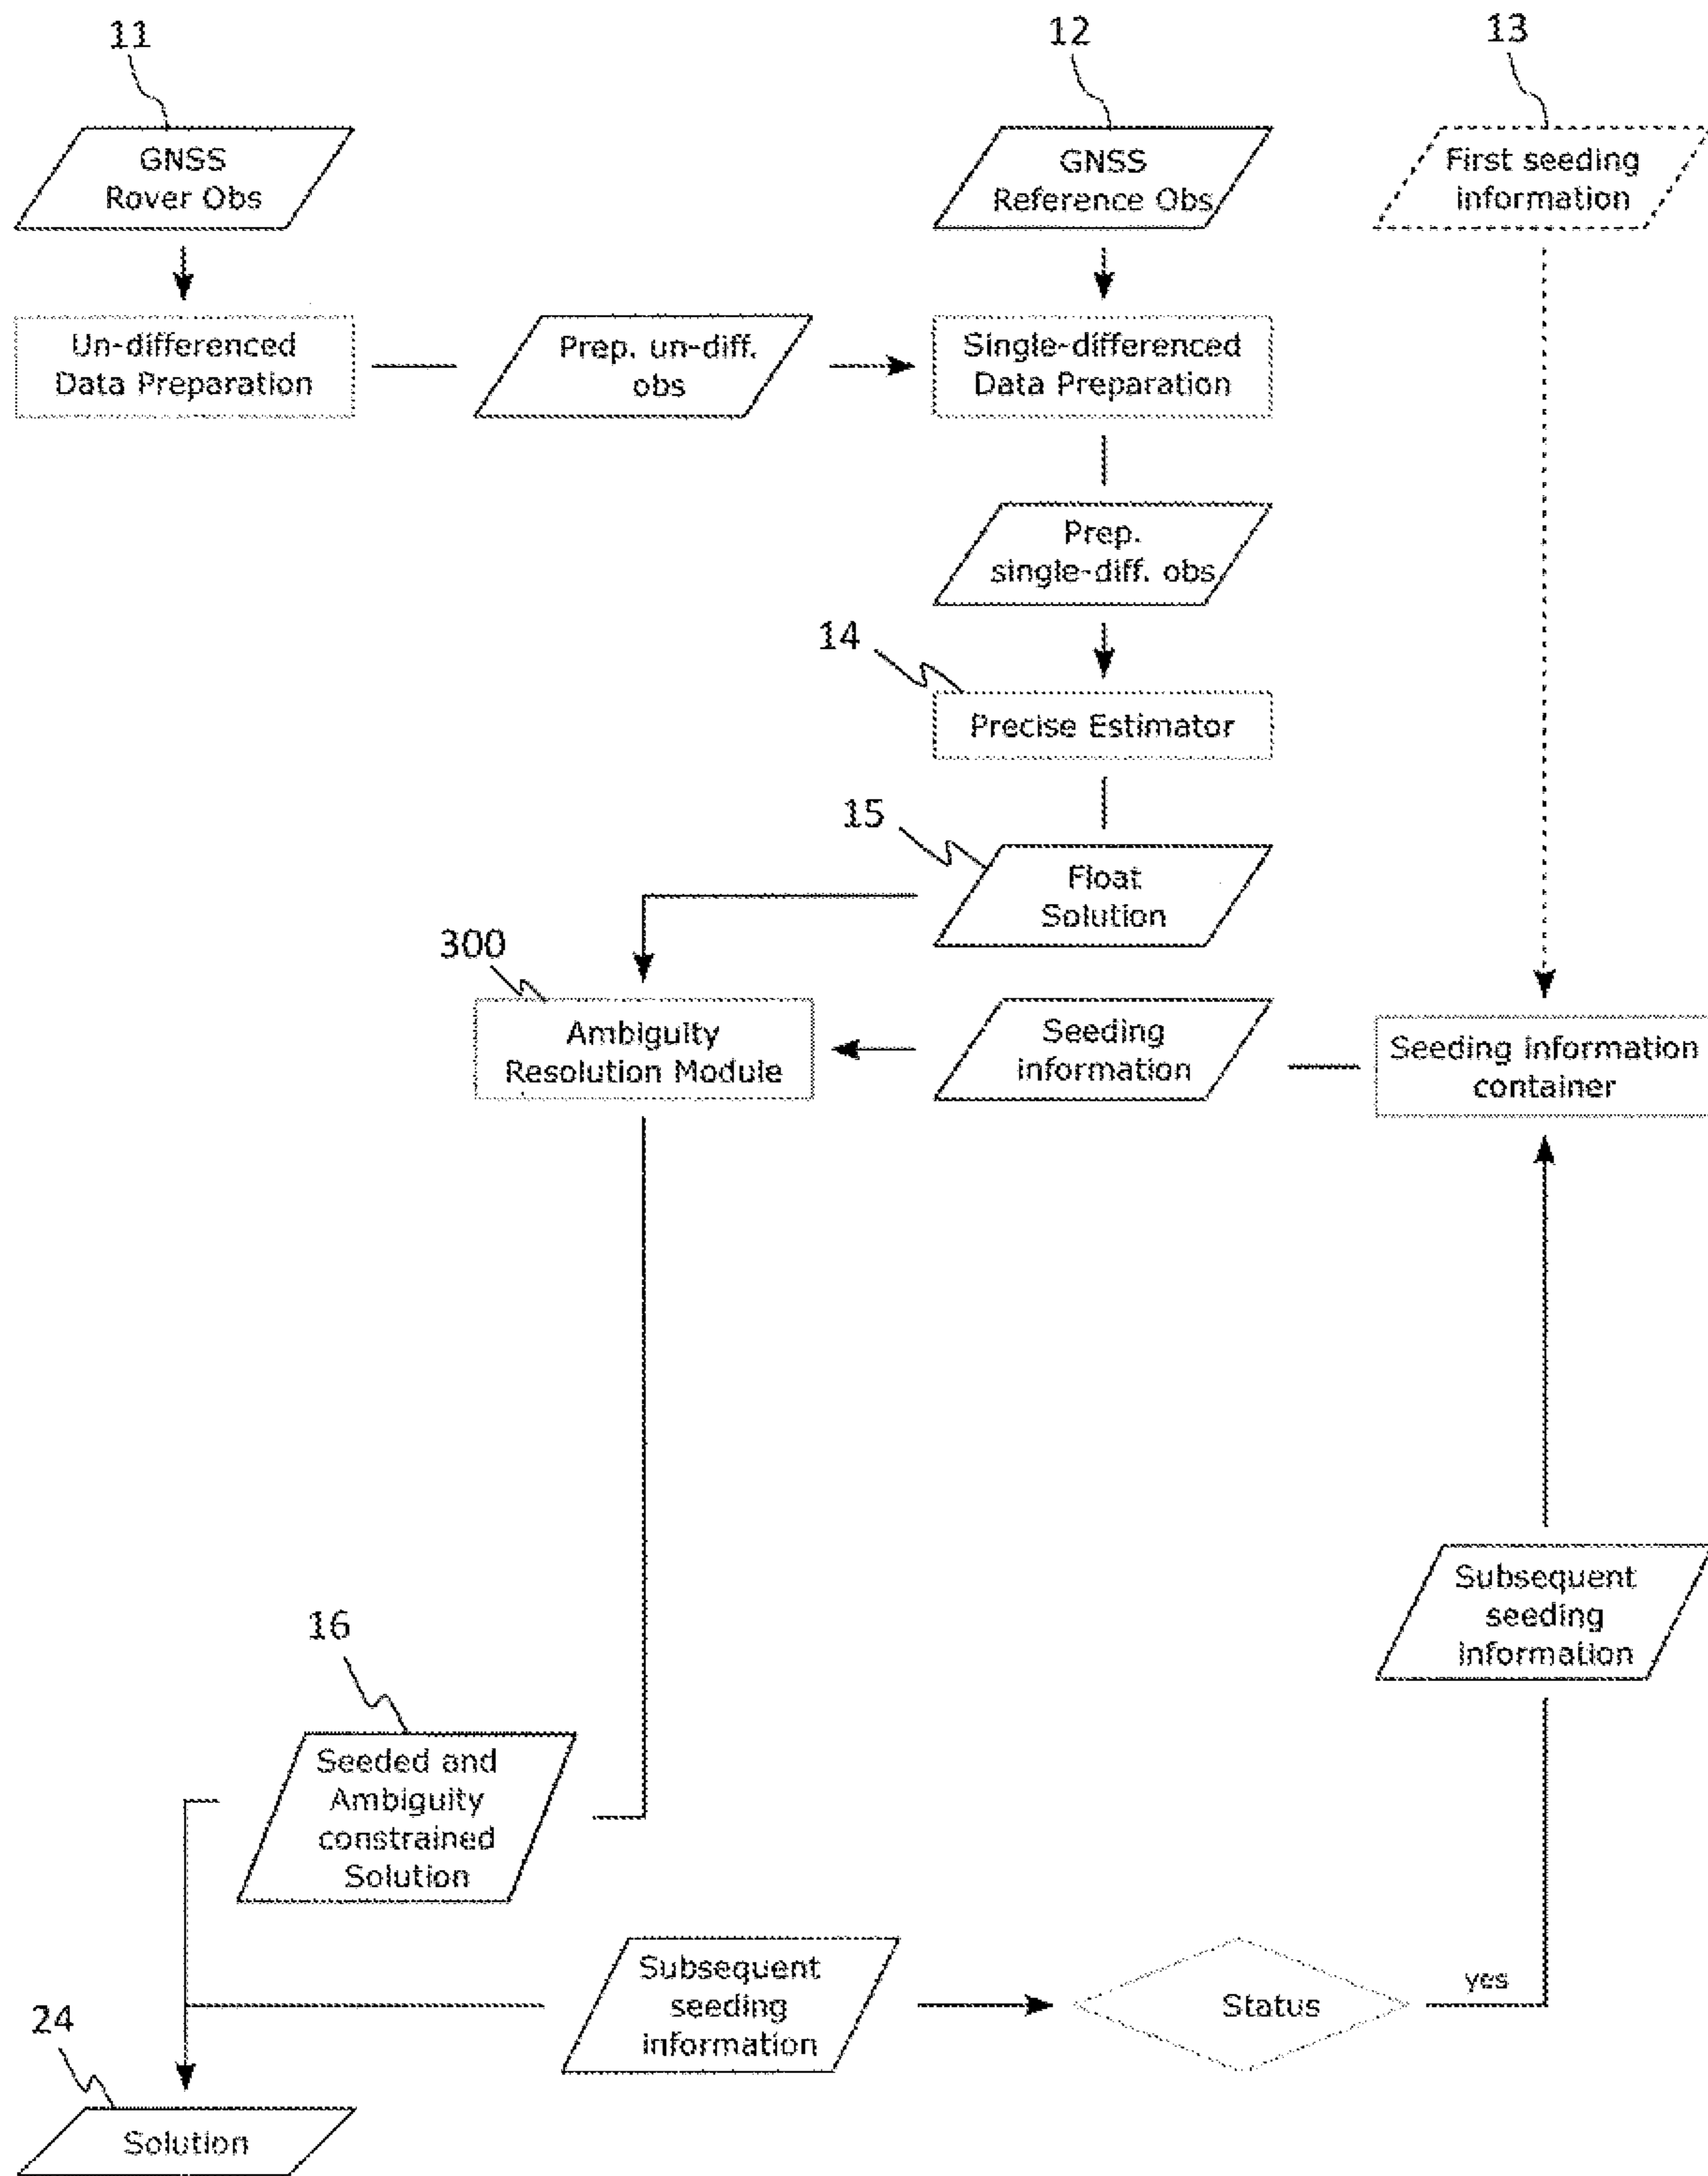 11
12
13
GNSS
Rover Obs
GNSS
Reference Obs
First seeding
information
Un-differenced
Data Preparation
Prep. un-diff.
obs
Single-differenced
Data Preparation
Prep.
single-diff. obs
14
Precise Estimator
15
Float
Solution
300
Ambiguity
Resolution Module
Seeding
information
Seeding information
container
Subsequent
seeding
information
16
Seeded and
Ambiguity
constrained
Solution
Subsequent
seeding
information
Status
yes
24
Solution